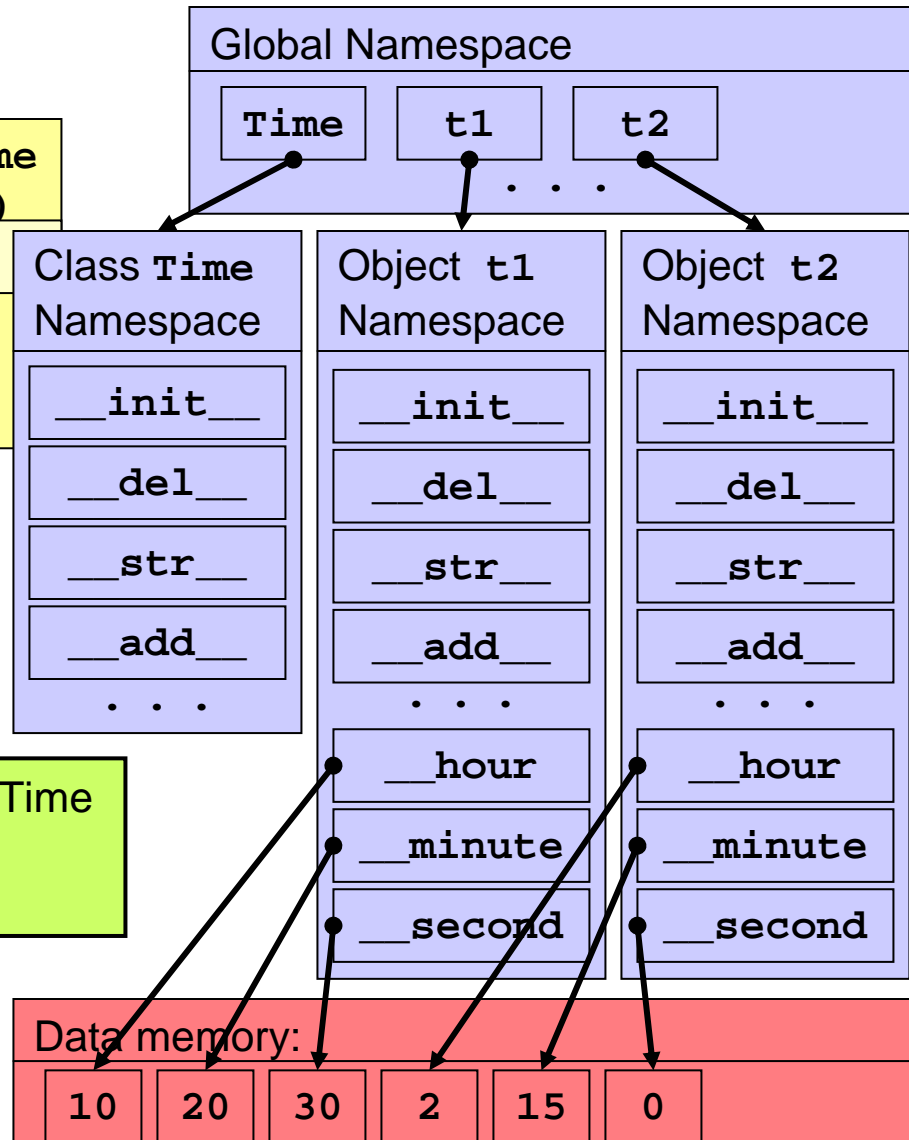 Global Namespace
Time t1 t2
. . .
)
Class Time
Namespace
__init__
__del__
__str__
__add__
. . .
Object t1
Namespace
__init__
__del__
__str__
__add__
. . .
__hour
__minute
__second
Object t2
Namespace
__init__
__del__
__str__
__add__
. . .
__hour
__minute
__second
Time
Data memory:
10 20 30 2 15 0